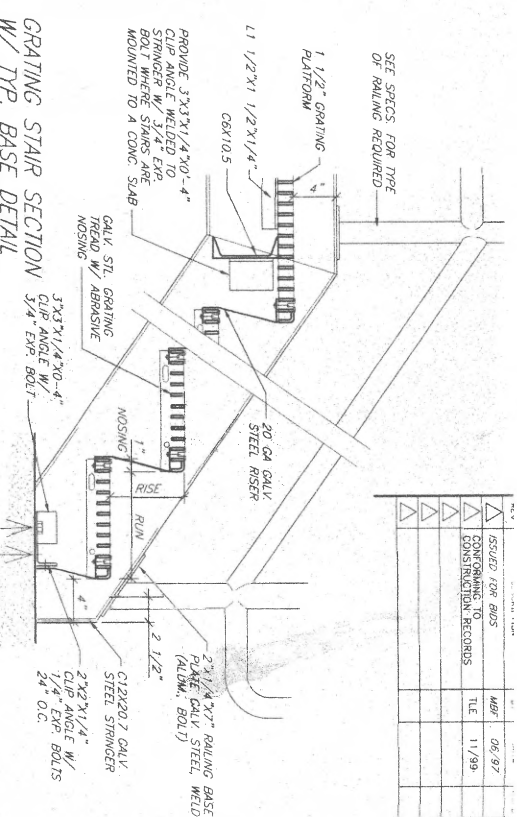 SEE SPECS. FOR TYPE
OF RAILING REQUIRED
1 1/2" GRATING
PLATFORM
L1 1/2"X1 1/2"X1/4"
C6X10.5
PROVIDE 3"X3"X1/4"X0'-4"
CLIP ANGLE WELDED TO
STRINGER W/ 3/4" EXP.
BOLT WHERE STAIRS ARE
MOUNTED TO A CONC. SLAB
4"
GALV. STL GRATING
TREAD W/ ABRASIVE
NOSING
20 GA GALV.
STEEL RISER
1"
NOSING
RISE
RUN
3"X3"X1/4"X0-4"
CLIP ANGLE W/
3/4" EXP. BOLT
4"
2 1/2"
2"X1/4"X7" RAILING BASE
PLATE GALV. STEEL, WELD
(ALUM., BOLT)
C12X20.7 GALV.
STEEL STRINGER
2"X2"X1/4"
CLIP ANGLE W/
1/4" EXP. BOLTS
24" O.C.
GRATING STAIR SECTION
W/ TYP. BASE DETAIL
REV
ISSUED FOR BIDS MBF 06/97
CONFORMING TO
CONSTRUCTION RECORDS TLE 11/99